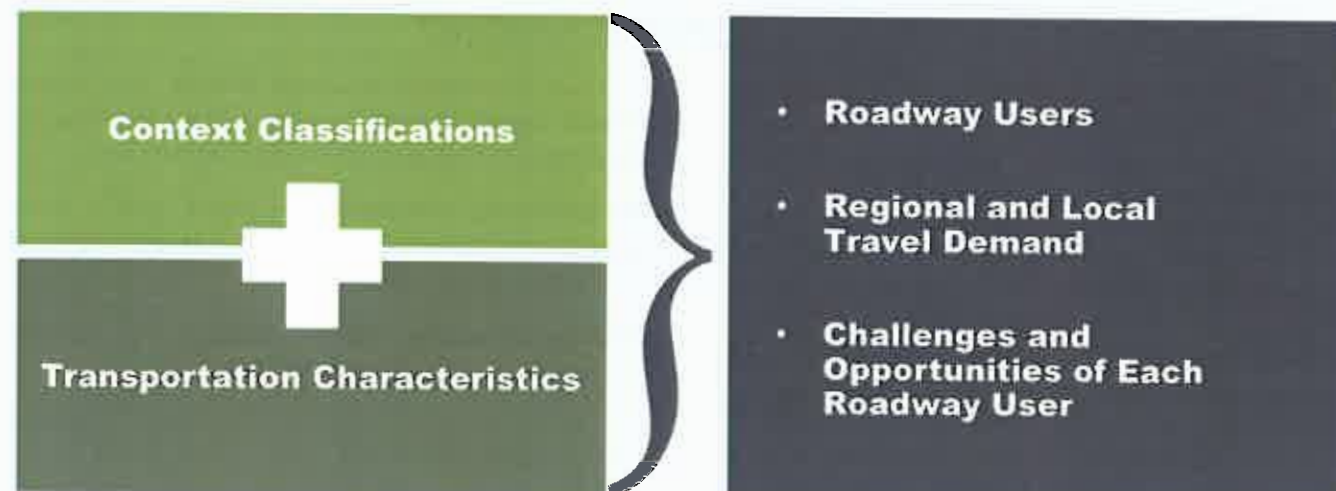 Context Classifications
Transportation Characteristics
• Roadway Users
• Regional and Local
Travel Demand
• Challenges and
Opportunities of Each
Roadway User